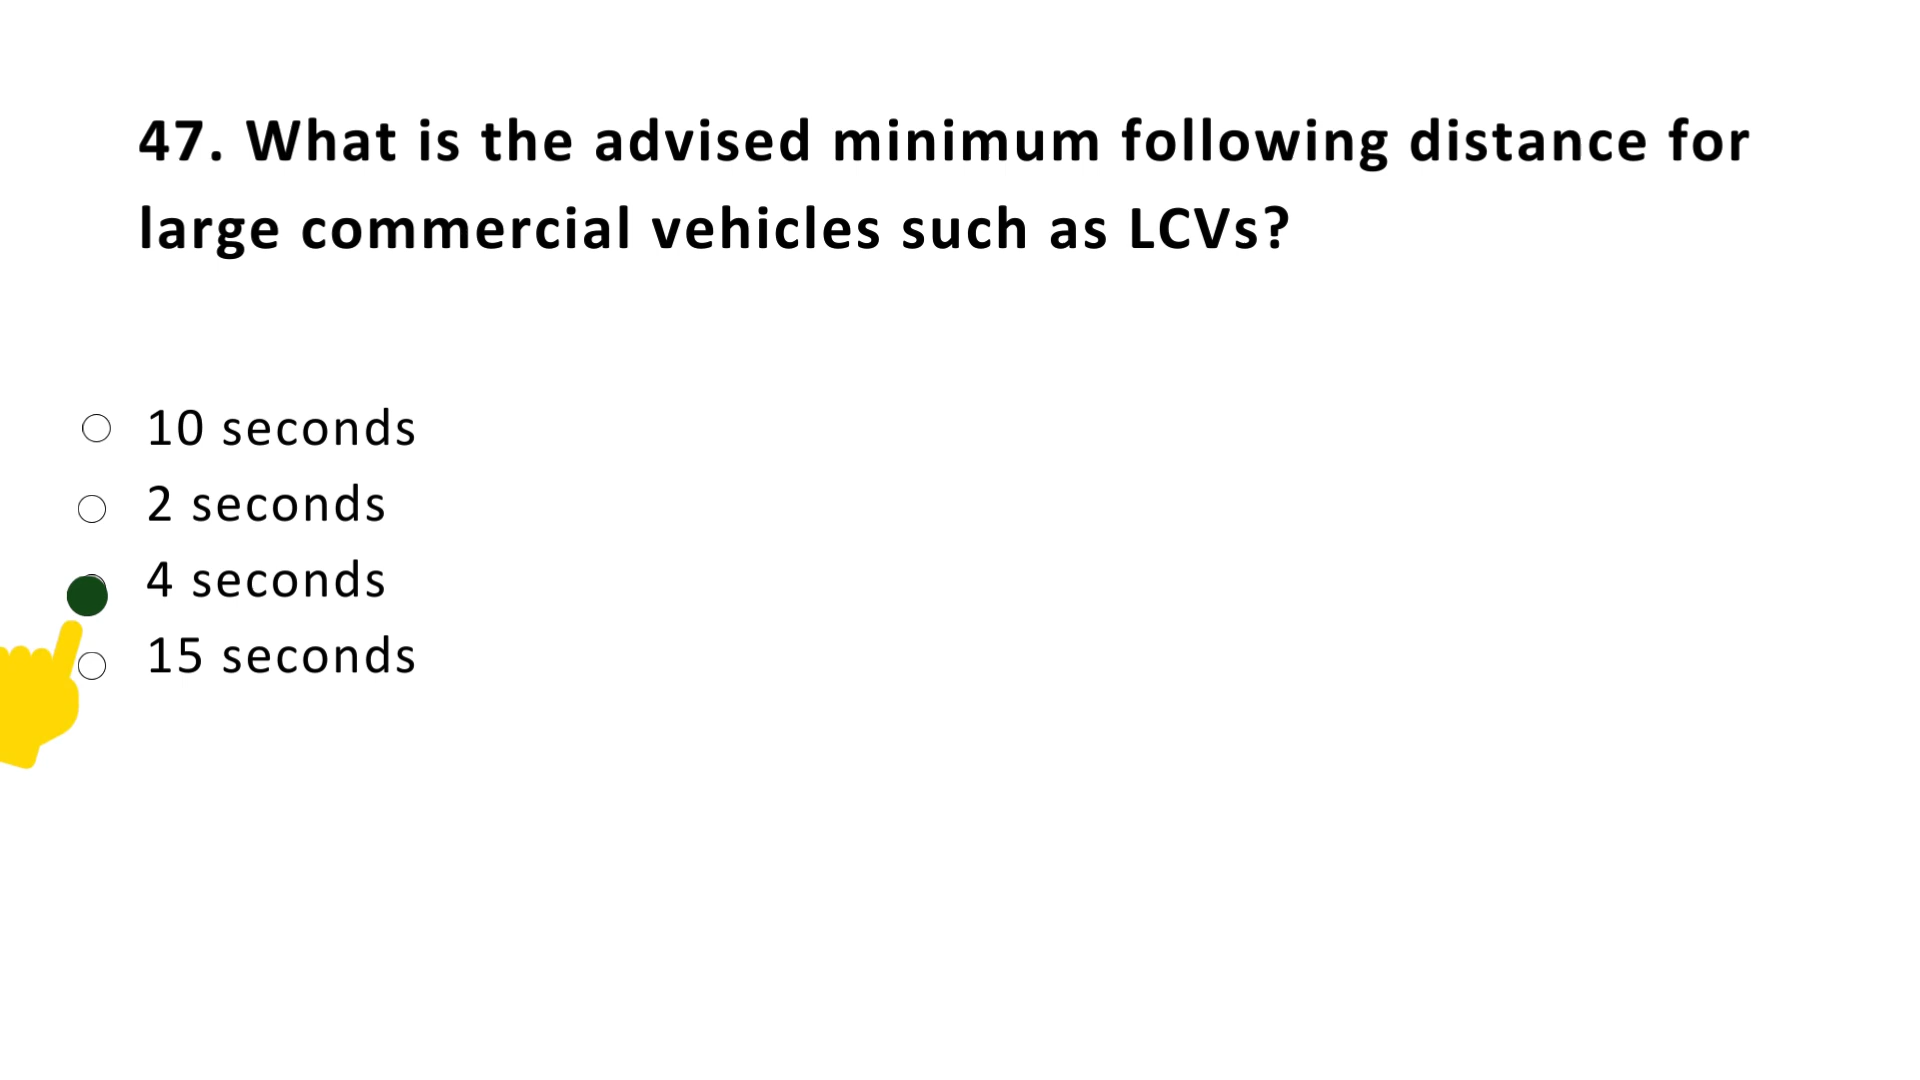 47. What is the advised minimum following distance for
large commercial vehicles such as LCVs?
10 seconds
2 seconds
4 seconds
15 seconds